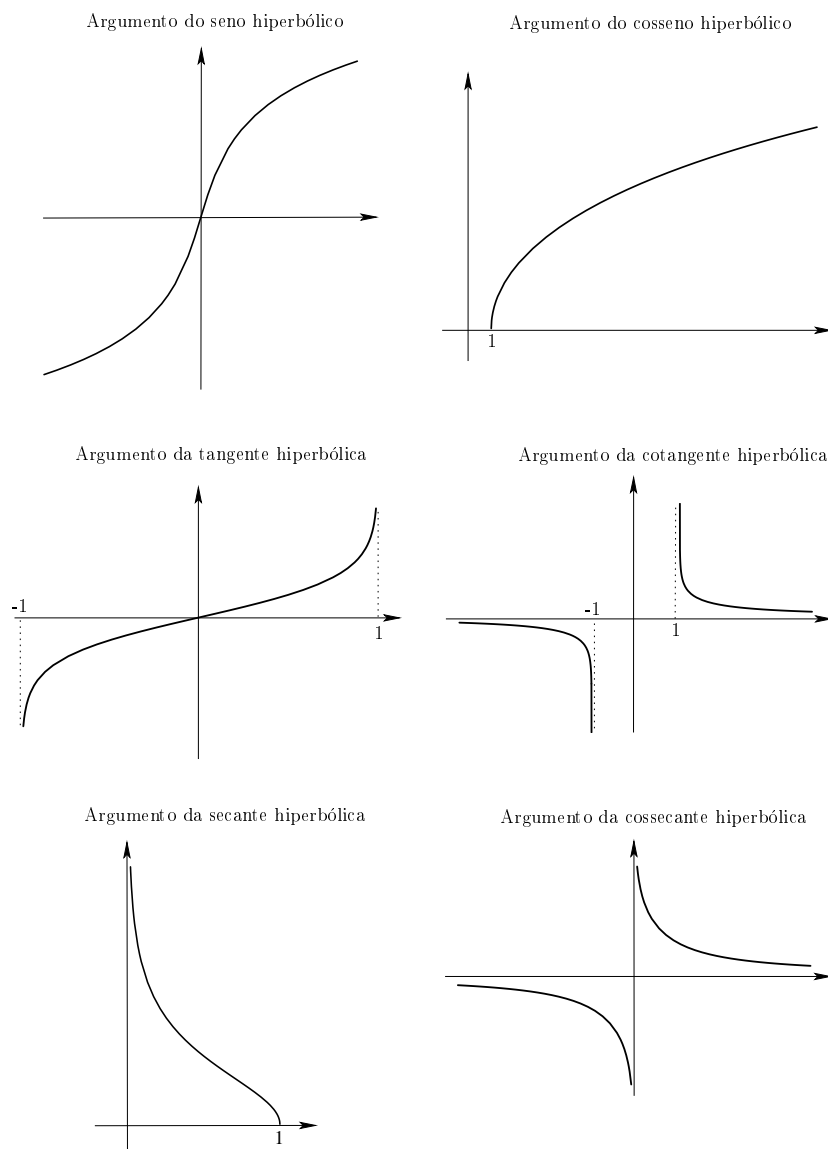 Argumento do seno hiperbólico
Argumento do cosseno hiperbólico
1
Argumento da tangente hiperbólica
-1
1
Argumento da cotangente hiperbólica
-1
1
Argumento da secante hiperbólica
1
Argumento da cossecante hiperbólica